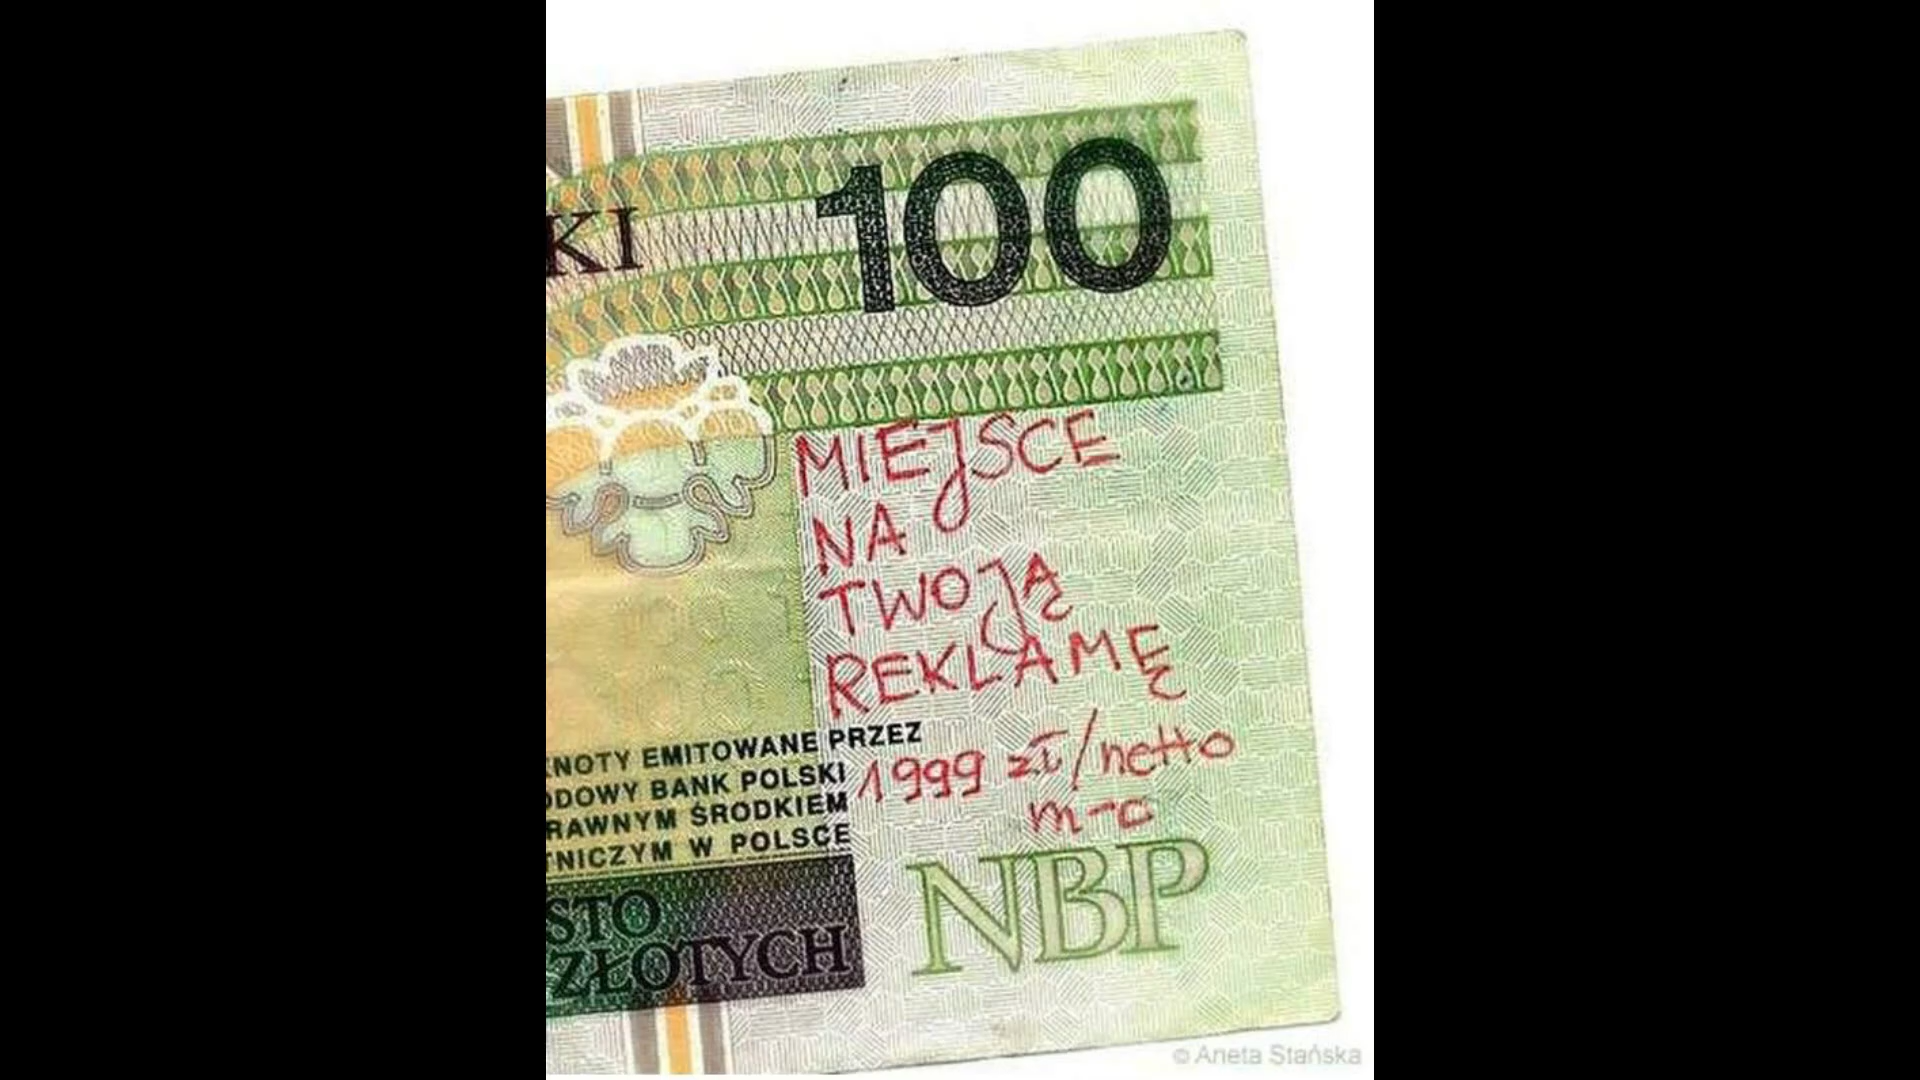 KI
100
MIEJSCE
NA
TWOJĄ
REKLAMĘ
1999 zł/netto
m-c
KNOTY EMITOWANE PRZEZ
ODOWY BANK POLSKI
RAWNYM ŚRODKIEM
TNICZYM W POLSCE
STO
ZŁOTYCH
NBP
© Aneta Stańska